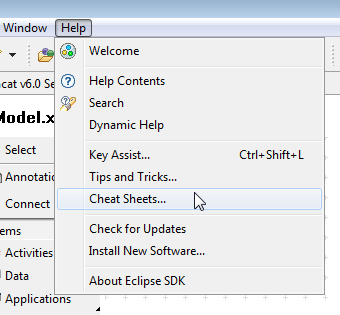 Window Help
Welcome
cat v6.0 Se
Help Contents
Model.x
Search
Dynamic Help
Select
Key Assist... Ctrl+Shift+L
Annotatio
Tips and Tricks...
Connect
Cheat Sheets...
ems
Check for Updates
Activities
Install New Software...
Data
About Eclipse SDK
Applications